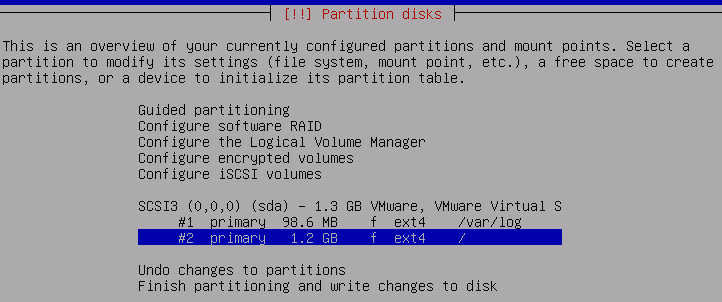 [!!] Partition disks
This is an overview of your currently configured partitions and mount points. Select a
partition to modify its settings (file system, mount point, etc.), a free space to create
partitions, or a device to initialize its partition table.
Guided partitioning
Configure software RAID
Configure the Logical Volume Manager
Configure encrypted volumes
Configure iSCSI volumes
SCSI3 (0,0,0) (sda) - 1.3 GB VMware, VMware Virtual S
#1 primary 98.6 MB f ext4 /var/log
#2 primary 1.2 GB f ext4 /
Undo changes to partitions
Finish partitioning and write changes to disk